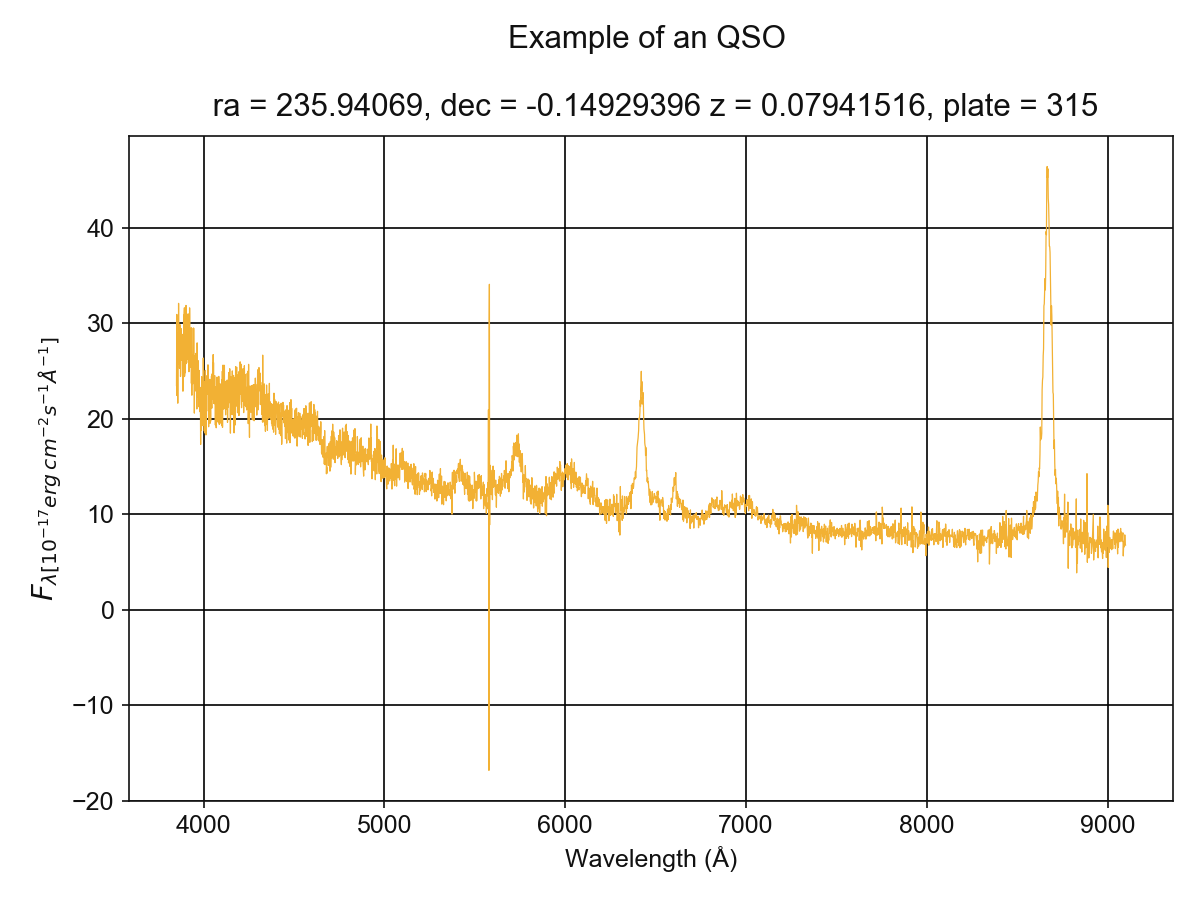 Example of an QSO
ra = 235.94069, dec = -0.14929396 z = 0.07941516, plate = 315
40
30
20
10
0
−10
−20
4000 5000 6000 7000 8000 9000
Wavelength (Å)
F_{λ[10^{−17} erg cm^{−2} s^{−1} Å^{−1}]}